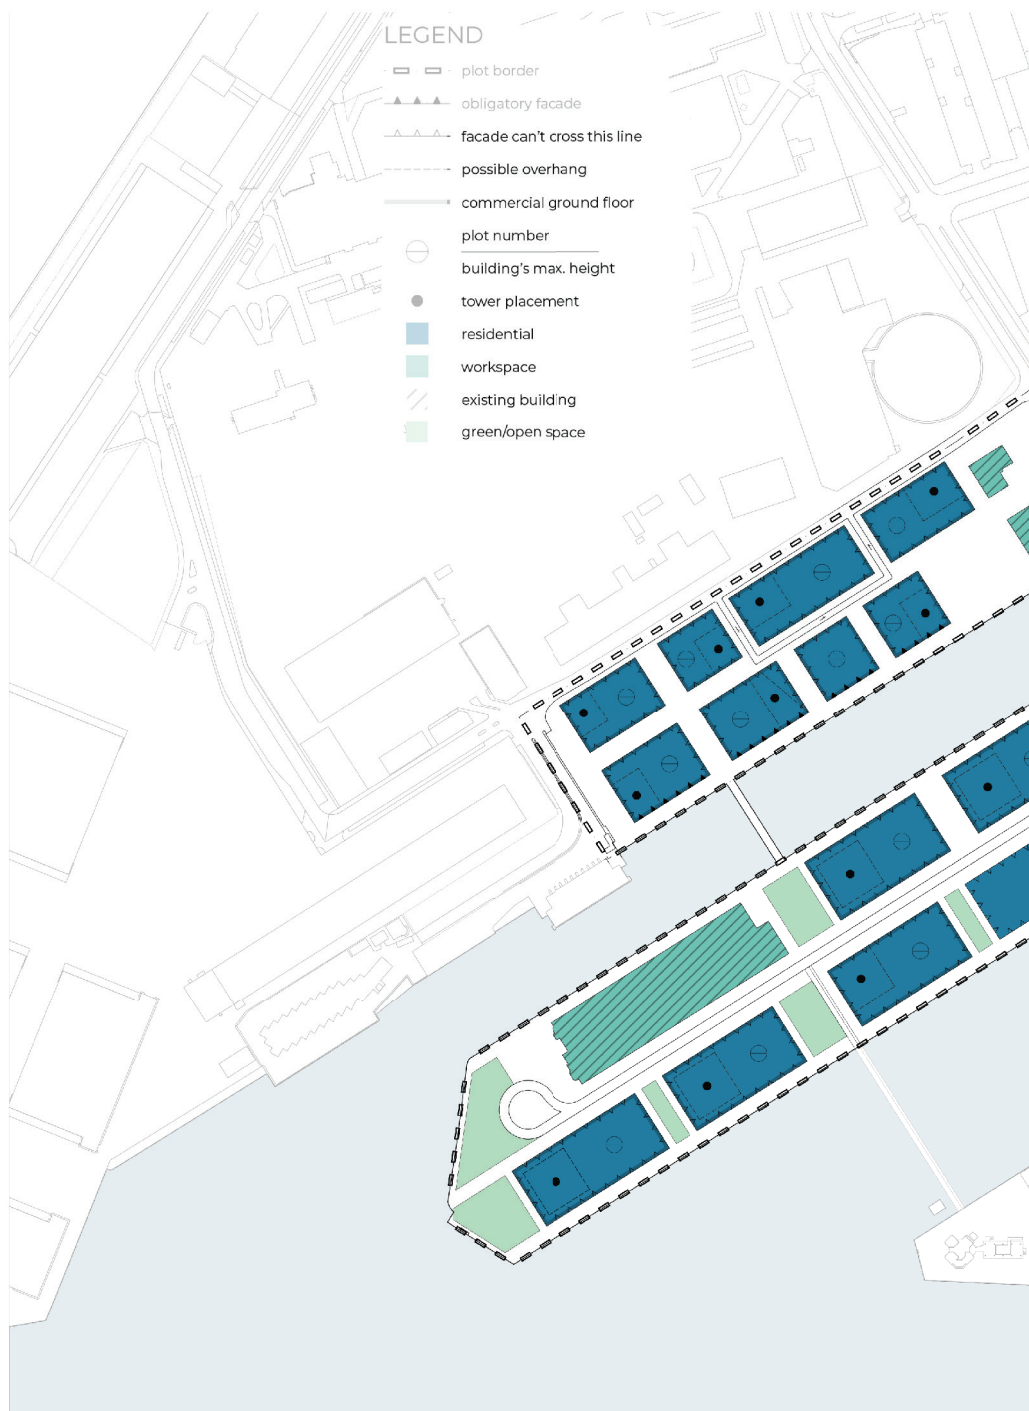 LEGEND
plot border
obligatory facade
facade can't cross this line
possible overhang
commercial ground floor
plot number
building's max. height
tower placement
residential
workspace
existing building
green/open space